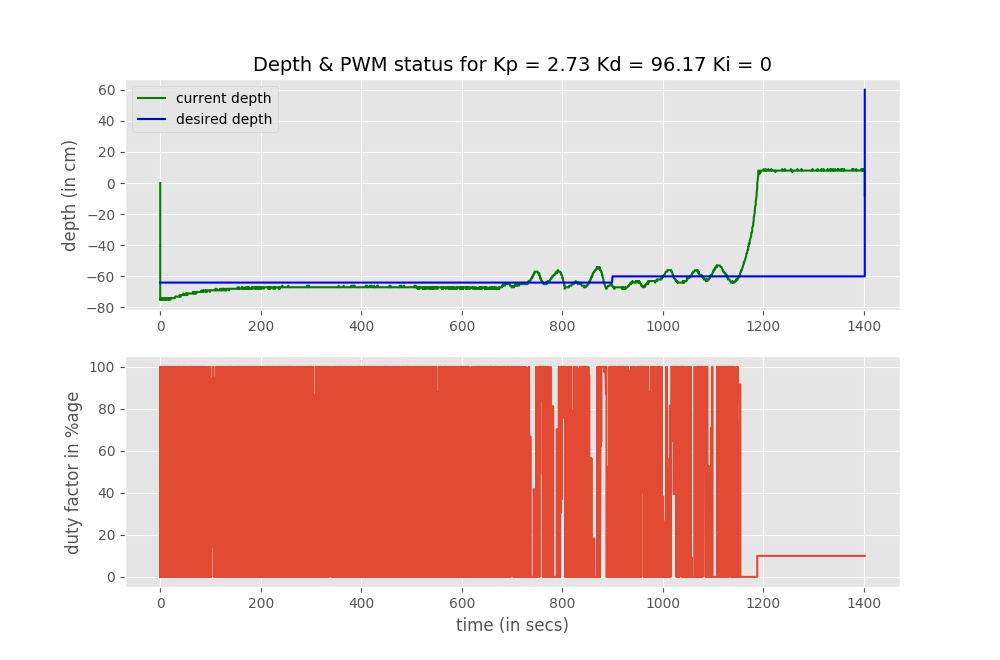 Depth & PWM status for Kp = 2.73 Kd = 96.17 Ki = 0
60
40
20
0
−20
−40
−60
−80
depth (in cm)
current depth
desired depth
0 200 400 600 800 1000 1200 1400
100
80
60
40
20
0
duty factor in %age
0 200 400 600 800 1000 1200 1400
time (in secs)